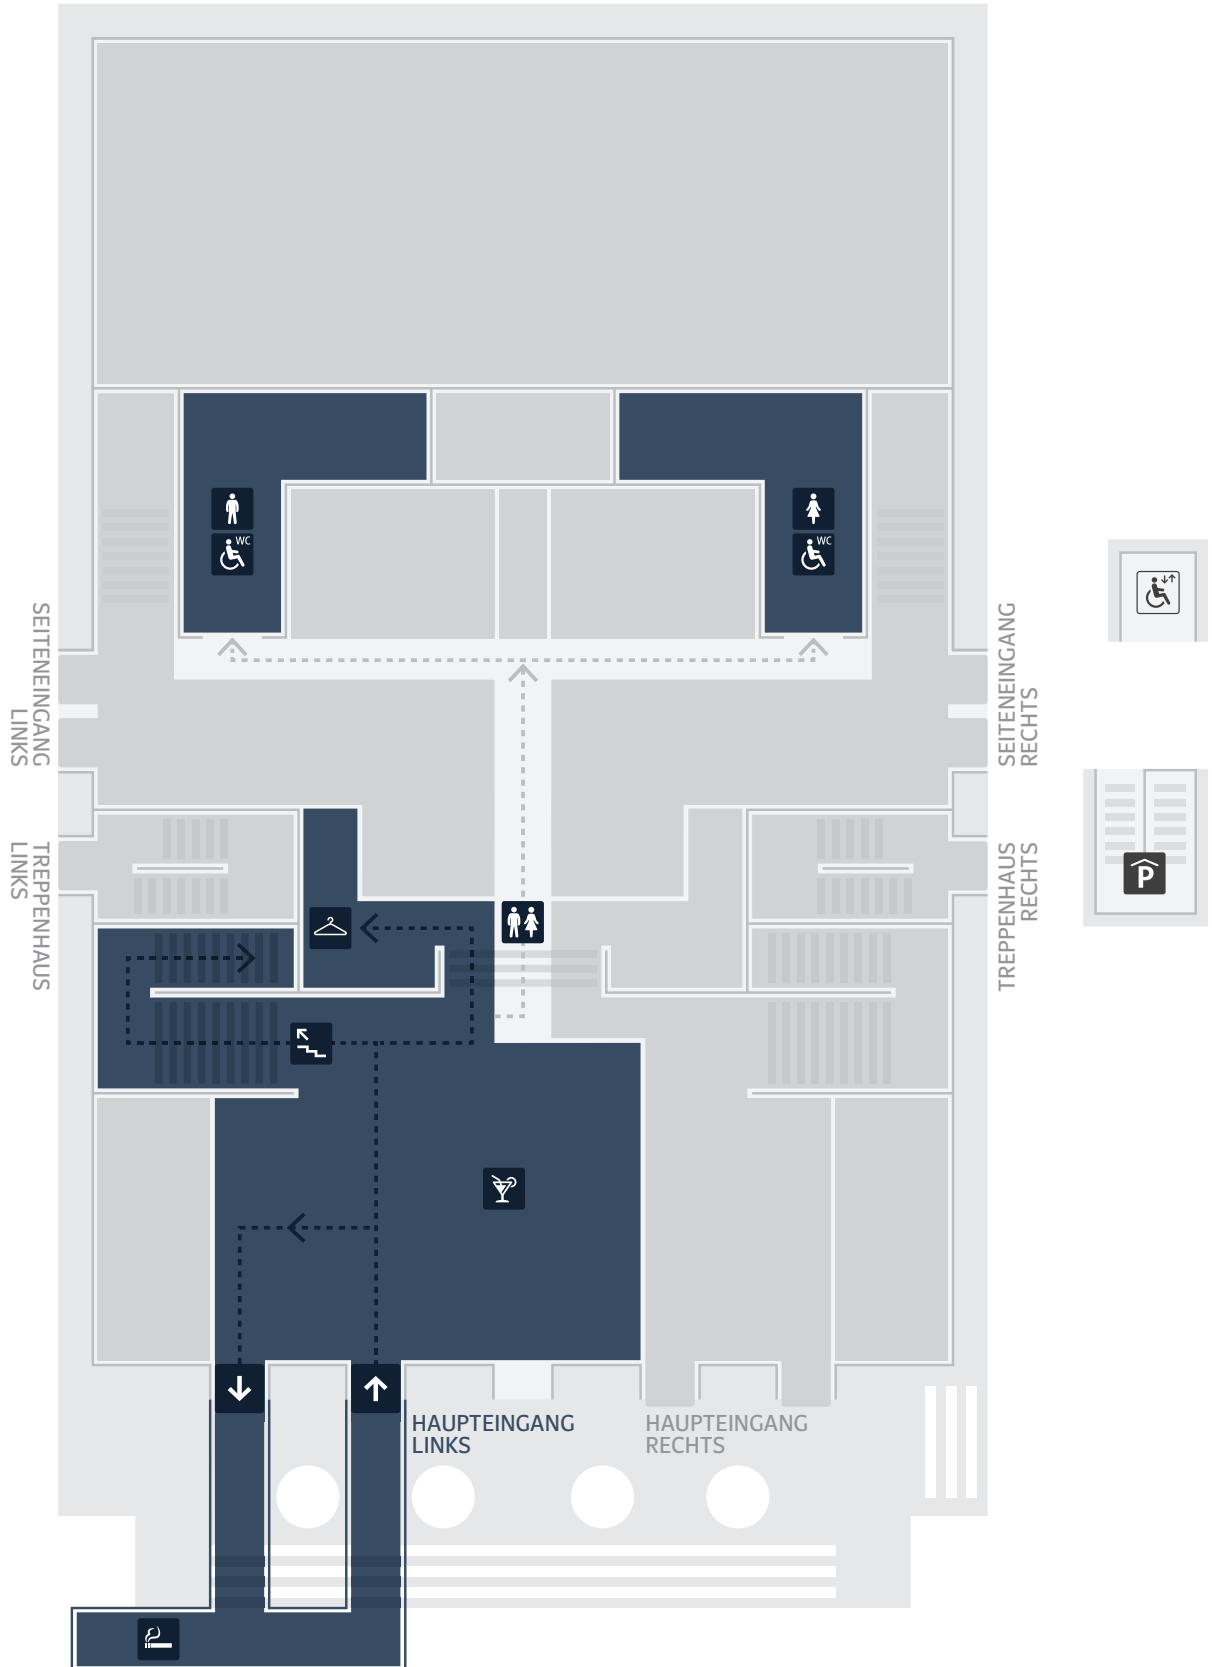 WC
WC
SEITENEINGANG
LINKS
SEITENEINGANG
RECHTS
TREPPENHAUS
LINKS
TREPPENHAUS
RECHTS
P
HAUPTEINGANG
LINKS
HAUPTEINGANG
RECHTS